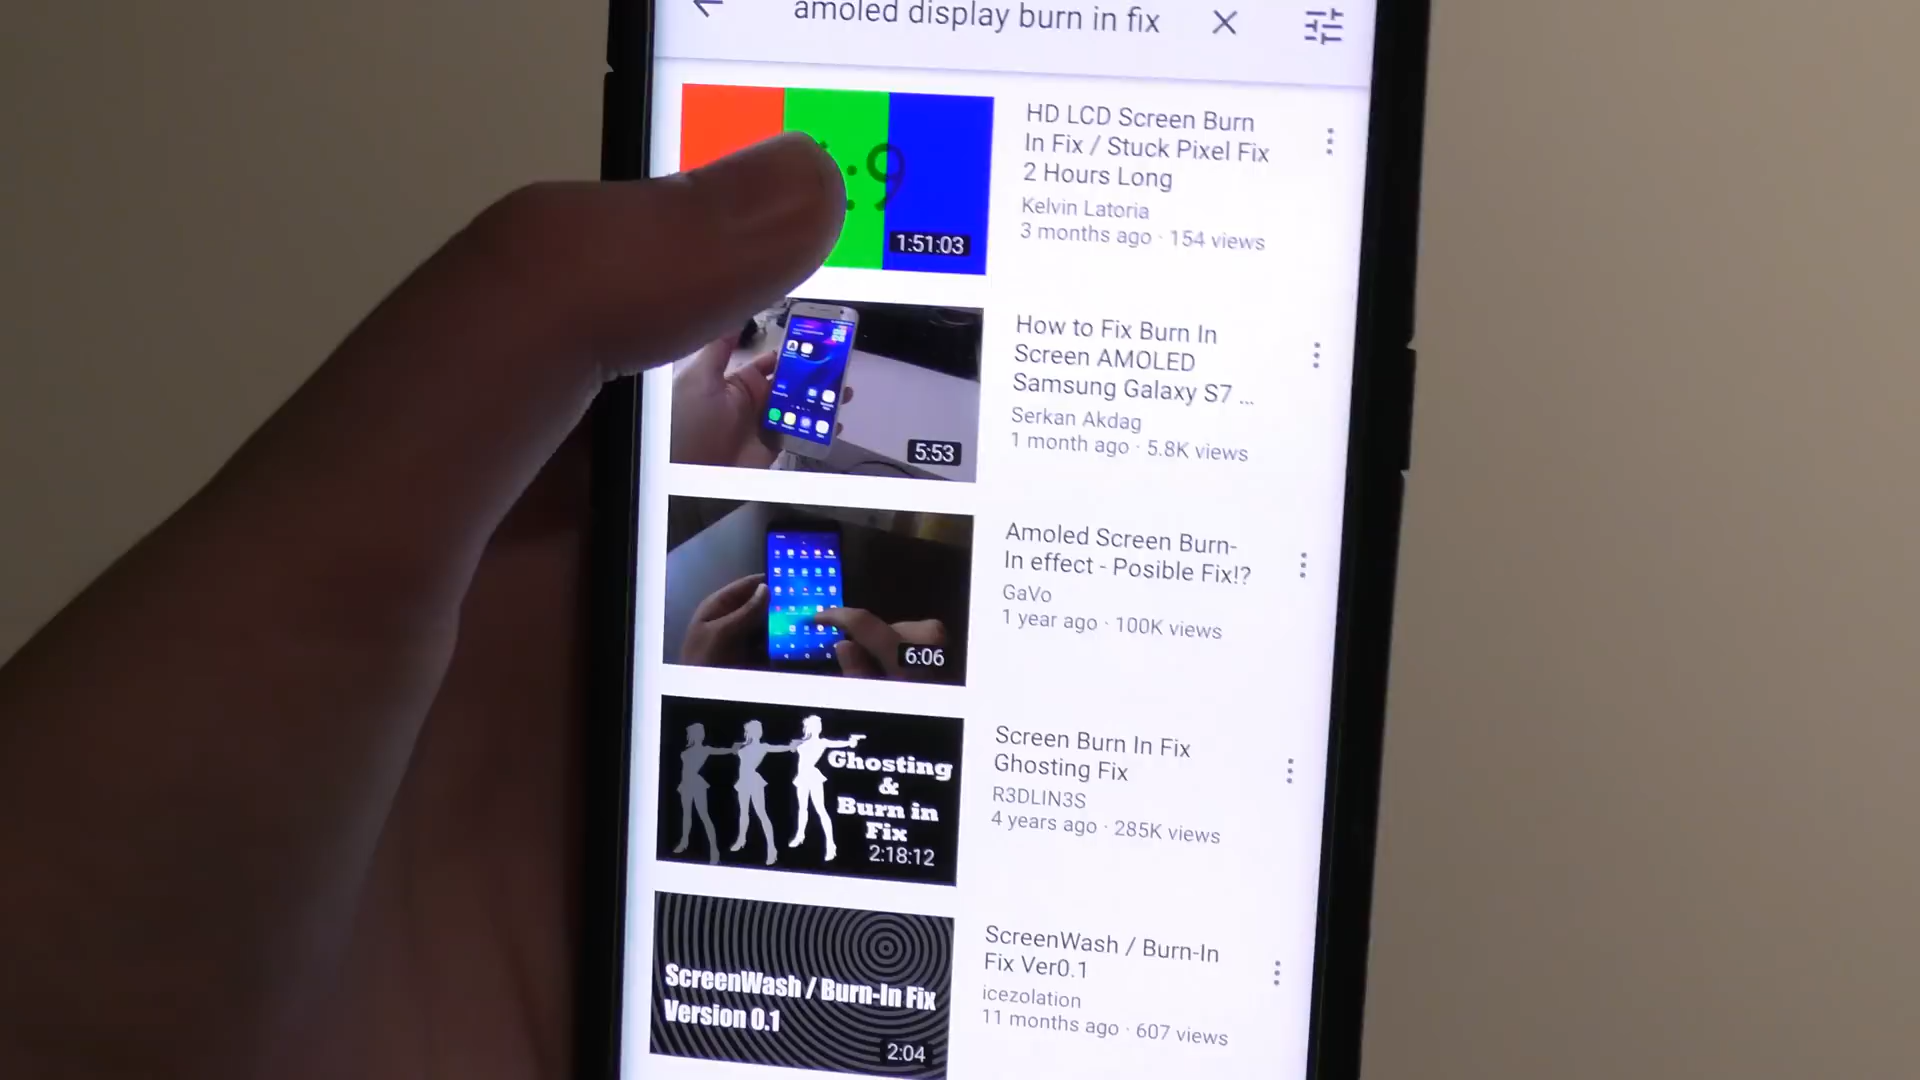 amoled display burn in fix
:9
1:51:03
HD LCD Screen Burn
In Fix / Stuck Pixel Fix
2 Hours Long
Kelvin Latoria
3 months ago · 154 views
5:53
How to Fix Burn In
Screen AMOLED
Samsung Galaxy S7 ...
Serkan Akdag
1 month ago · 5.8K views
6:06
Amoled Screen Burn-
In effect - Posible Fix!?
GaVo
1 year ago · 100K views
Ghosting
&
Burn in
Fix
2:18:12
Screen Burn In Fix
Ghosting Fix
R3DLIN3S
4 years ago · 285K views
ScreenWash / Burn-In Fix
Version 0.1
2:04
ScreenWash / Burn-In
Fix Ver0.1
icezolation
11 months ago · 607 views